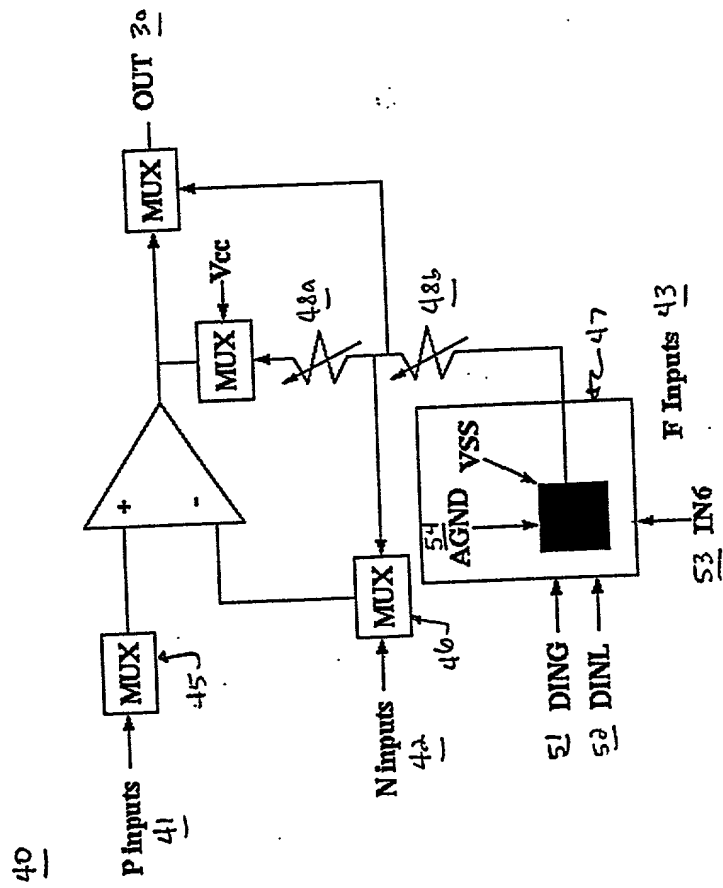 40
P inputs
41
MUX
45
+
-
MUX
OUT 30
MUX
Vcc
48a
N inputs
42
MUX
46
48b
54
AGND
VSS
47
51 DING
52 DINL
53 IN6
F Inputs 43